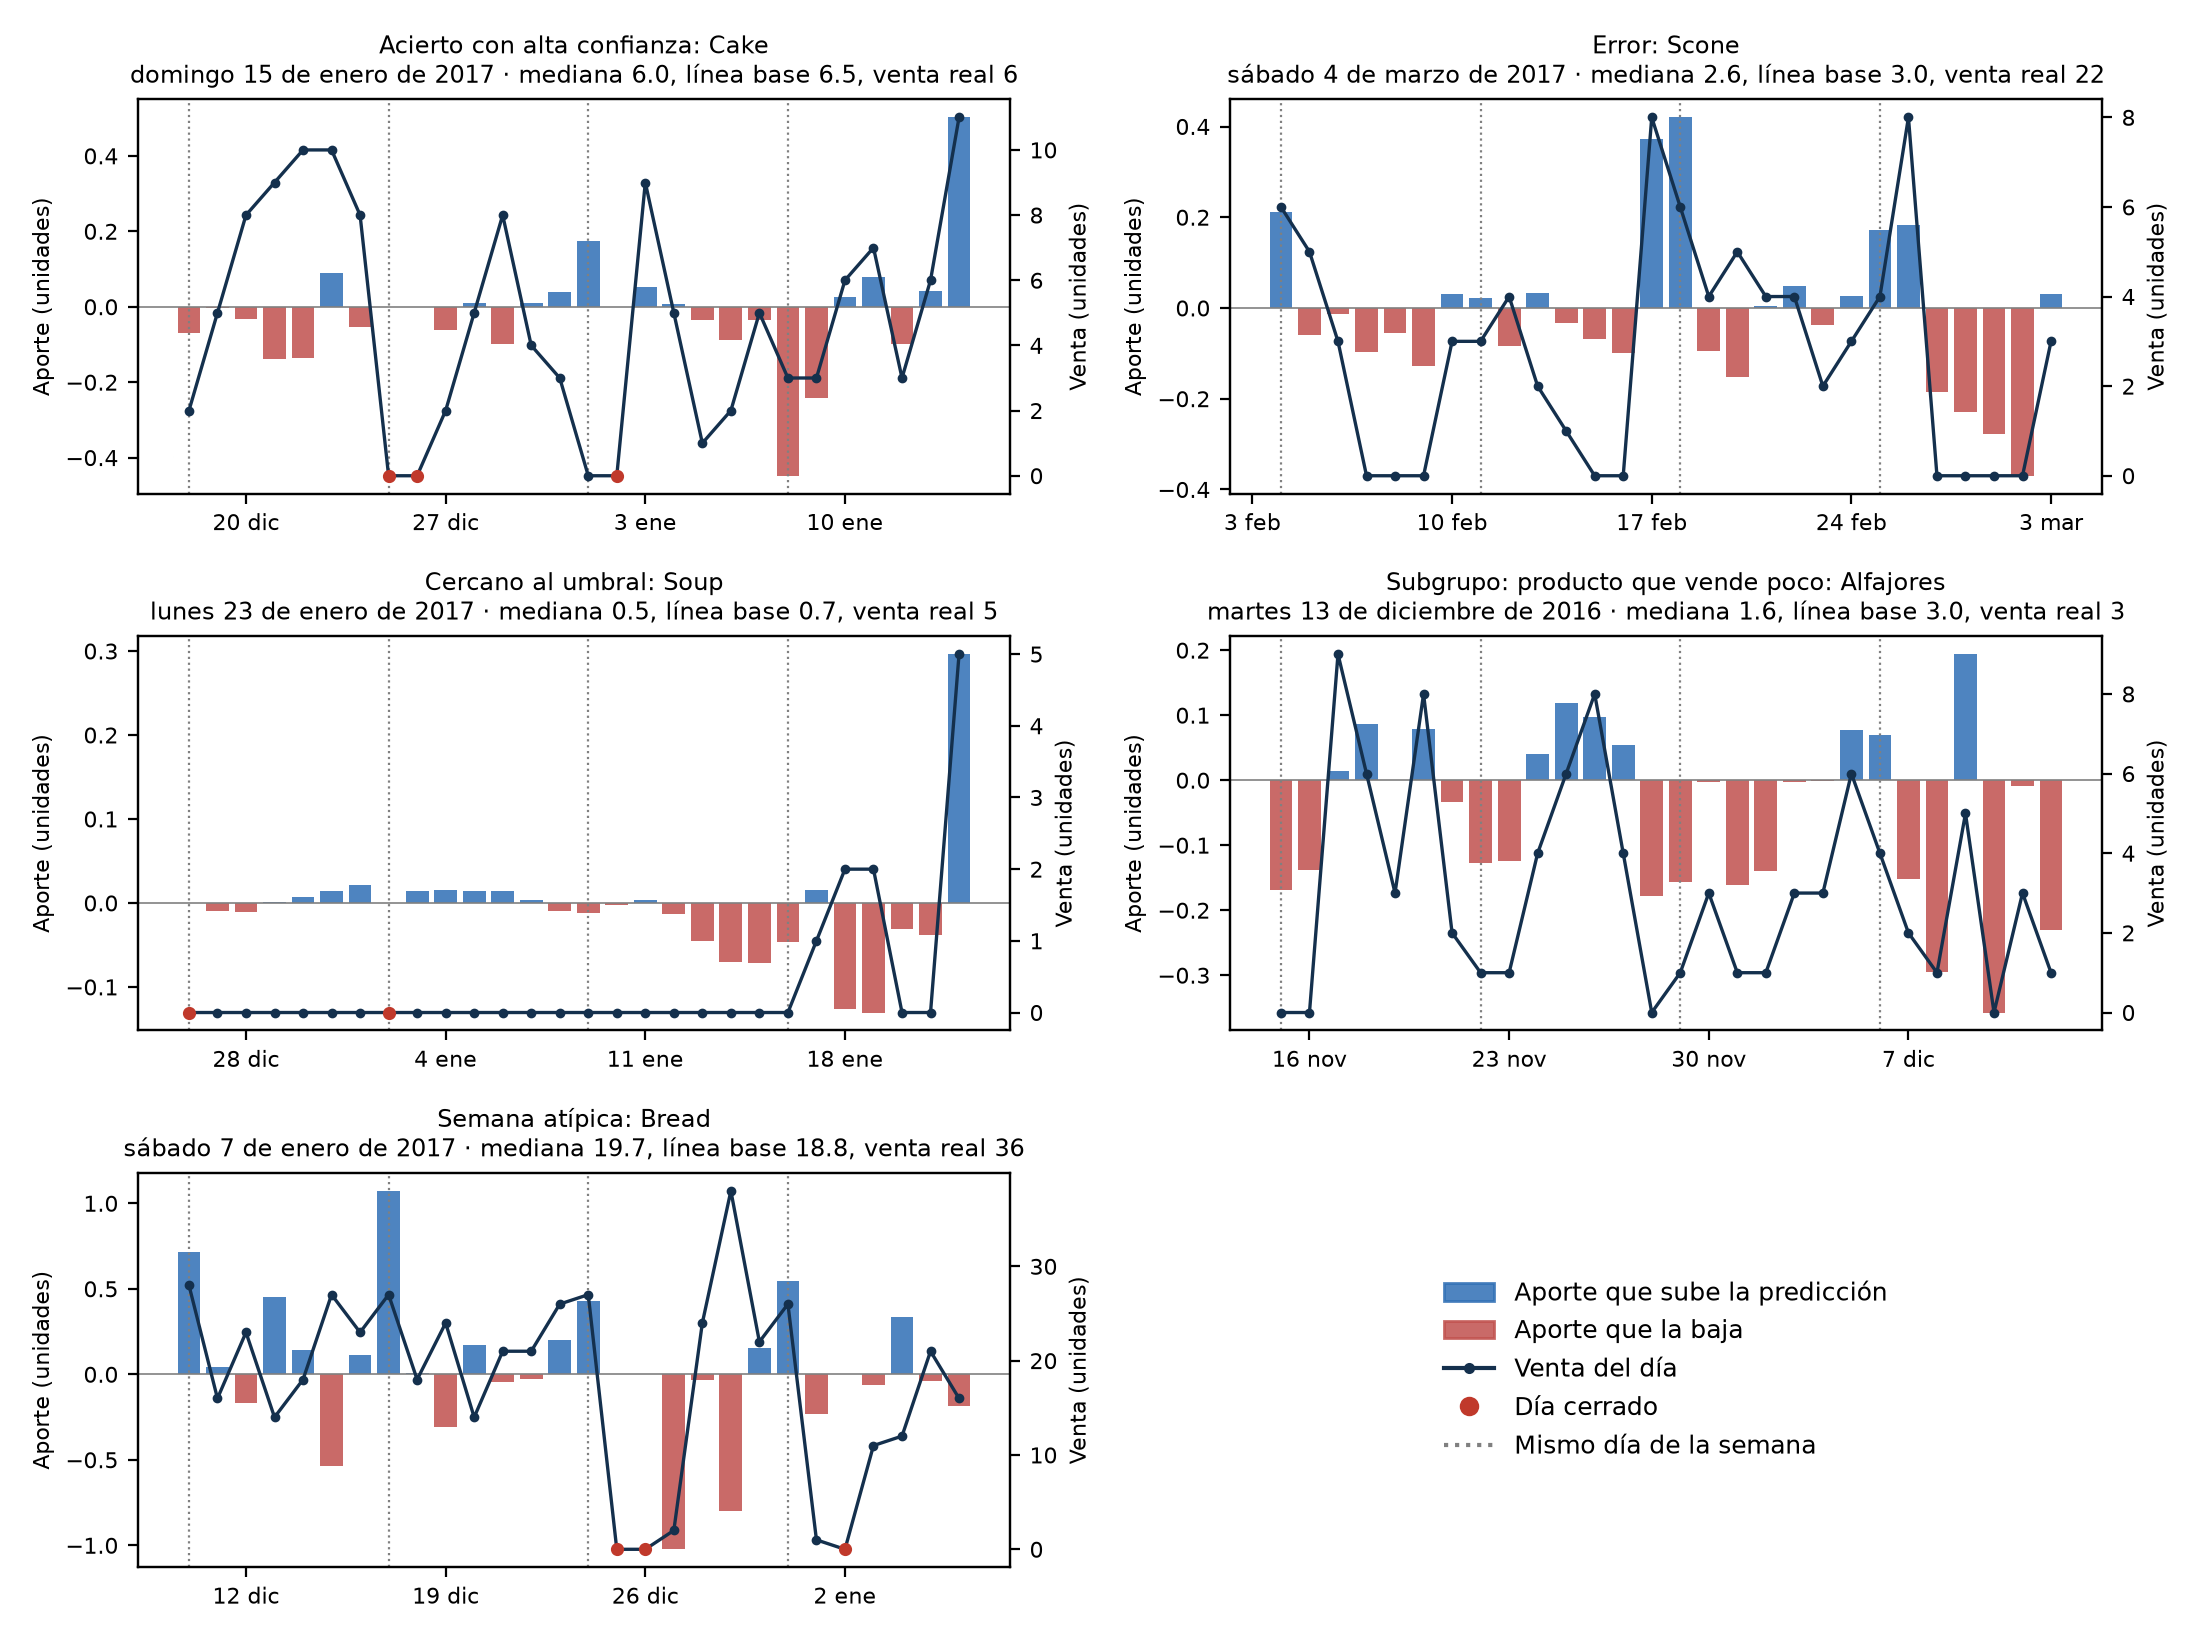 Acierto con alta confianza: Cake
domingo 15 de enero de 2017 · mediana 6.0, línea base 6.5, venta real 6
Aporte (unidades)
0.4
0.2
0.0
−0.2
−0.4
10
8
6
4
2
0
Venta (unidades)
20 dic
27 dic
3 ene
10 ene
Error: Scone
sábado 4 de marzo de 2017 · mediana 2.6, línea base 3.0, venta real 22
Aporte (unidades)
0.4
0.2
0.0
−0.2
−0.4
8
6
4
2
0
Venta (unidades)
3 feb
10 feb
17 feb
24 feb
3 mar
Cercano al umbral: Soup
lunes 23 de enero de 2017 · mediana 0.5, línea base 0.7, venta real 5
Aporte (unidades)
0.3
0.2
0.1
0.0
−0.1
5
4
3
2
1
0
Venta (unidades)
28 dic
4 ene
11 ene
18 ene
Subgrupo: producto que vende poco: Alfajores
martes 13 de diciembre de 2016 · mediana 1.6, línea base 3.0, venta real 3
Aporte (unidades)
0.2
0.1
0.0
−0.1
−0.2
−0.3
8
6
4
2
0
Venta (unidades)
16 nov
23 nov
30 nov
7 dic
Semana atípica: Bread
sábado 7 de enero de 2017 · mediana 19.7, línea base 18.8, venta real 36
Aporte (unidades)
1.0
0.5
0.0
−0.5
−1.0
30
20
10
0
Venta (unidades)
12 dic
19 dic
26 dic
2 ene
Aporte que sube la predicción
Aporte que la baja
Venta del día
Día cerrado
Mismo día de la semana